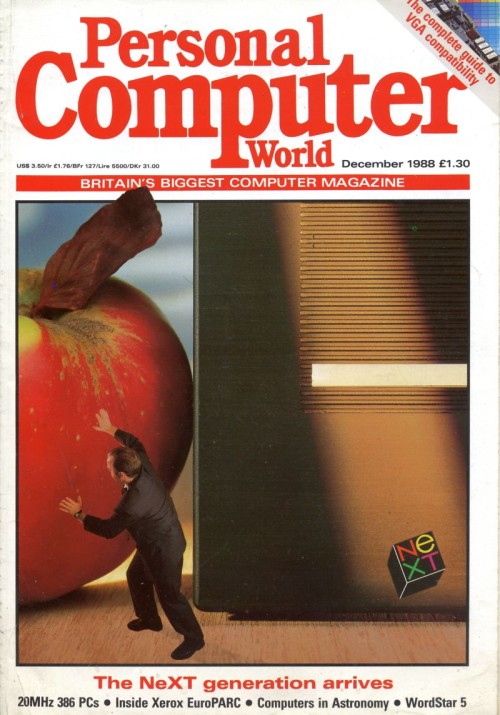 The complete guide to
VGA compatibility
Personal
Computer
World
US$ 3.50/Ir £1.76/BFr 127/Lire 5500/DKr 31.00
December 1988 £1.30
BRITAIN'S BIGGEST COMPUTER MAGAZINE
Ne
XT
The NeXT generation arrives
20MHz 386 PCs ● Inside Xerox EuroPARC ● Computers in Astronomy ● WordStar 5